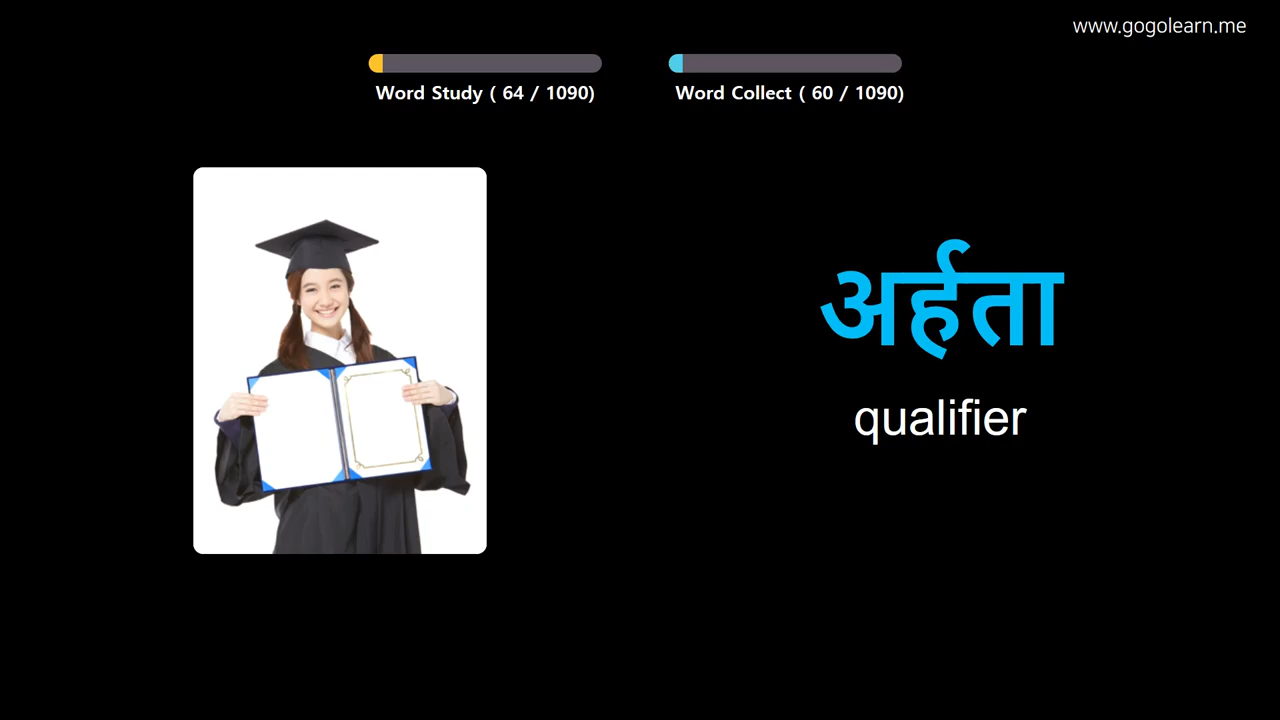 www.gogolearn.me
Word Study ( 64 / 1090)
Word Collect ( 60 / 1090)
अर्हता
qualifier